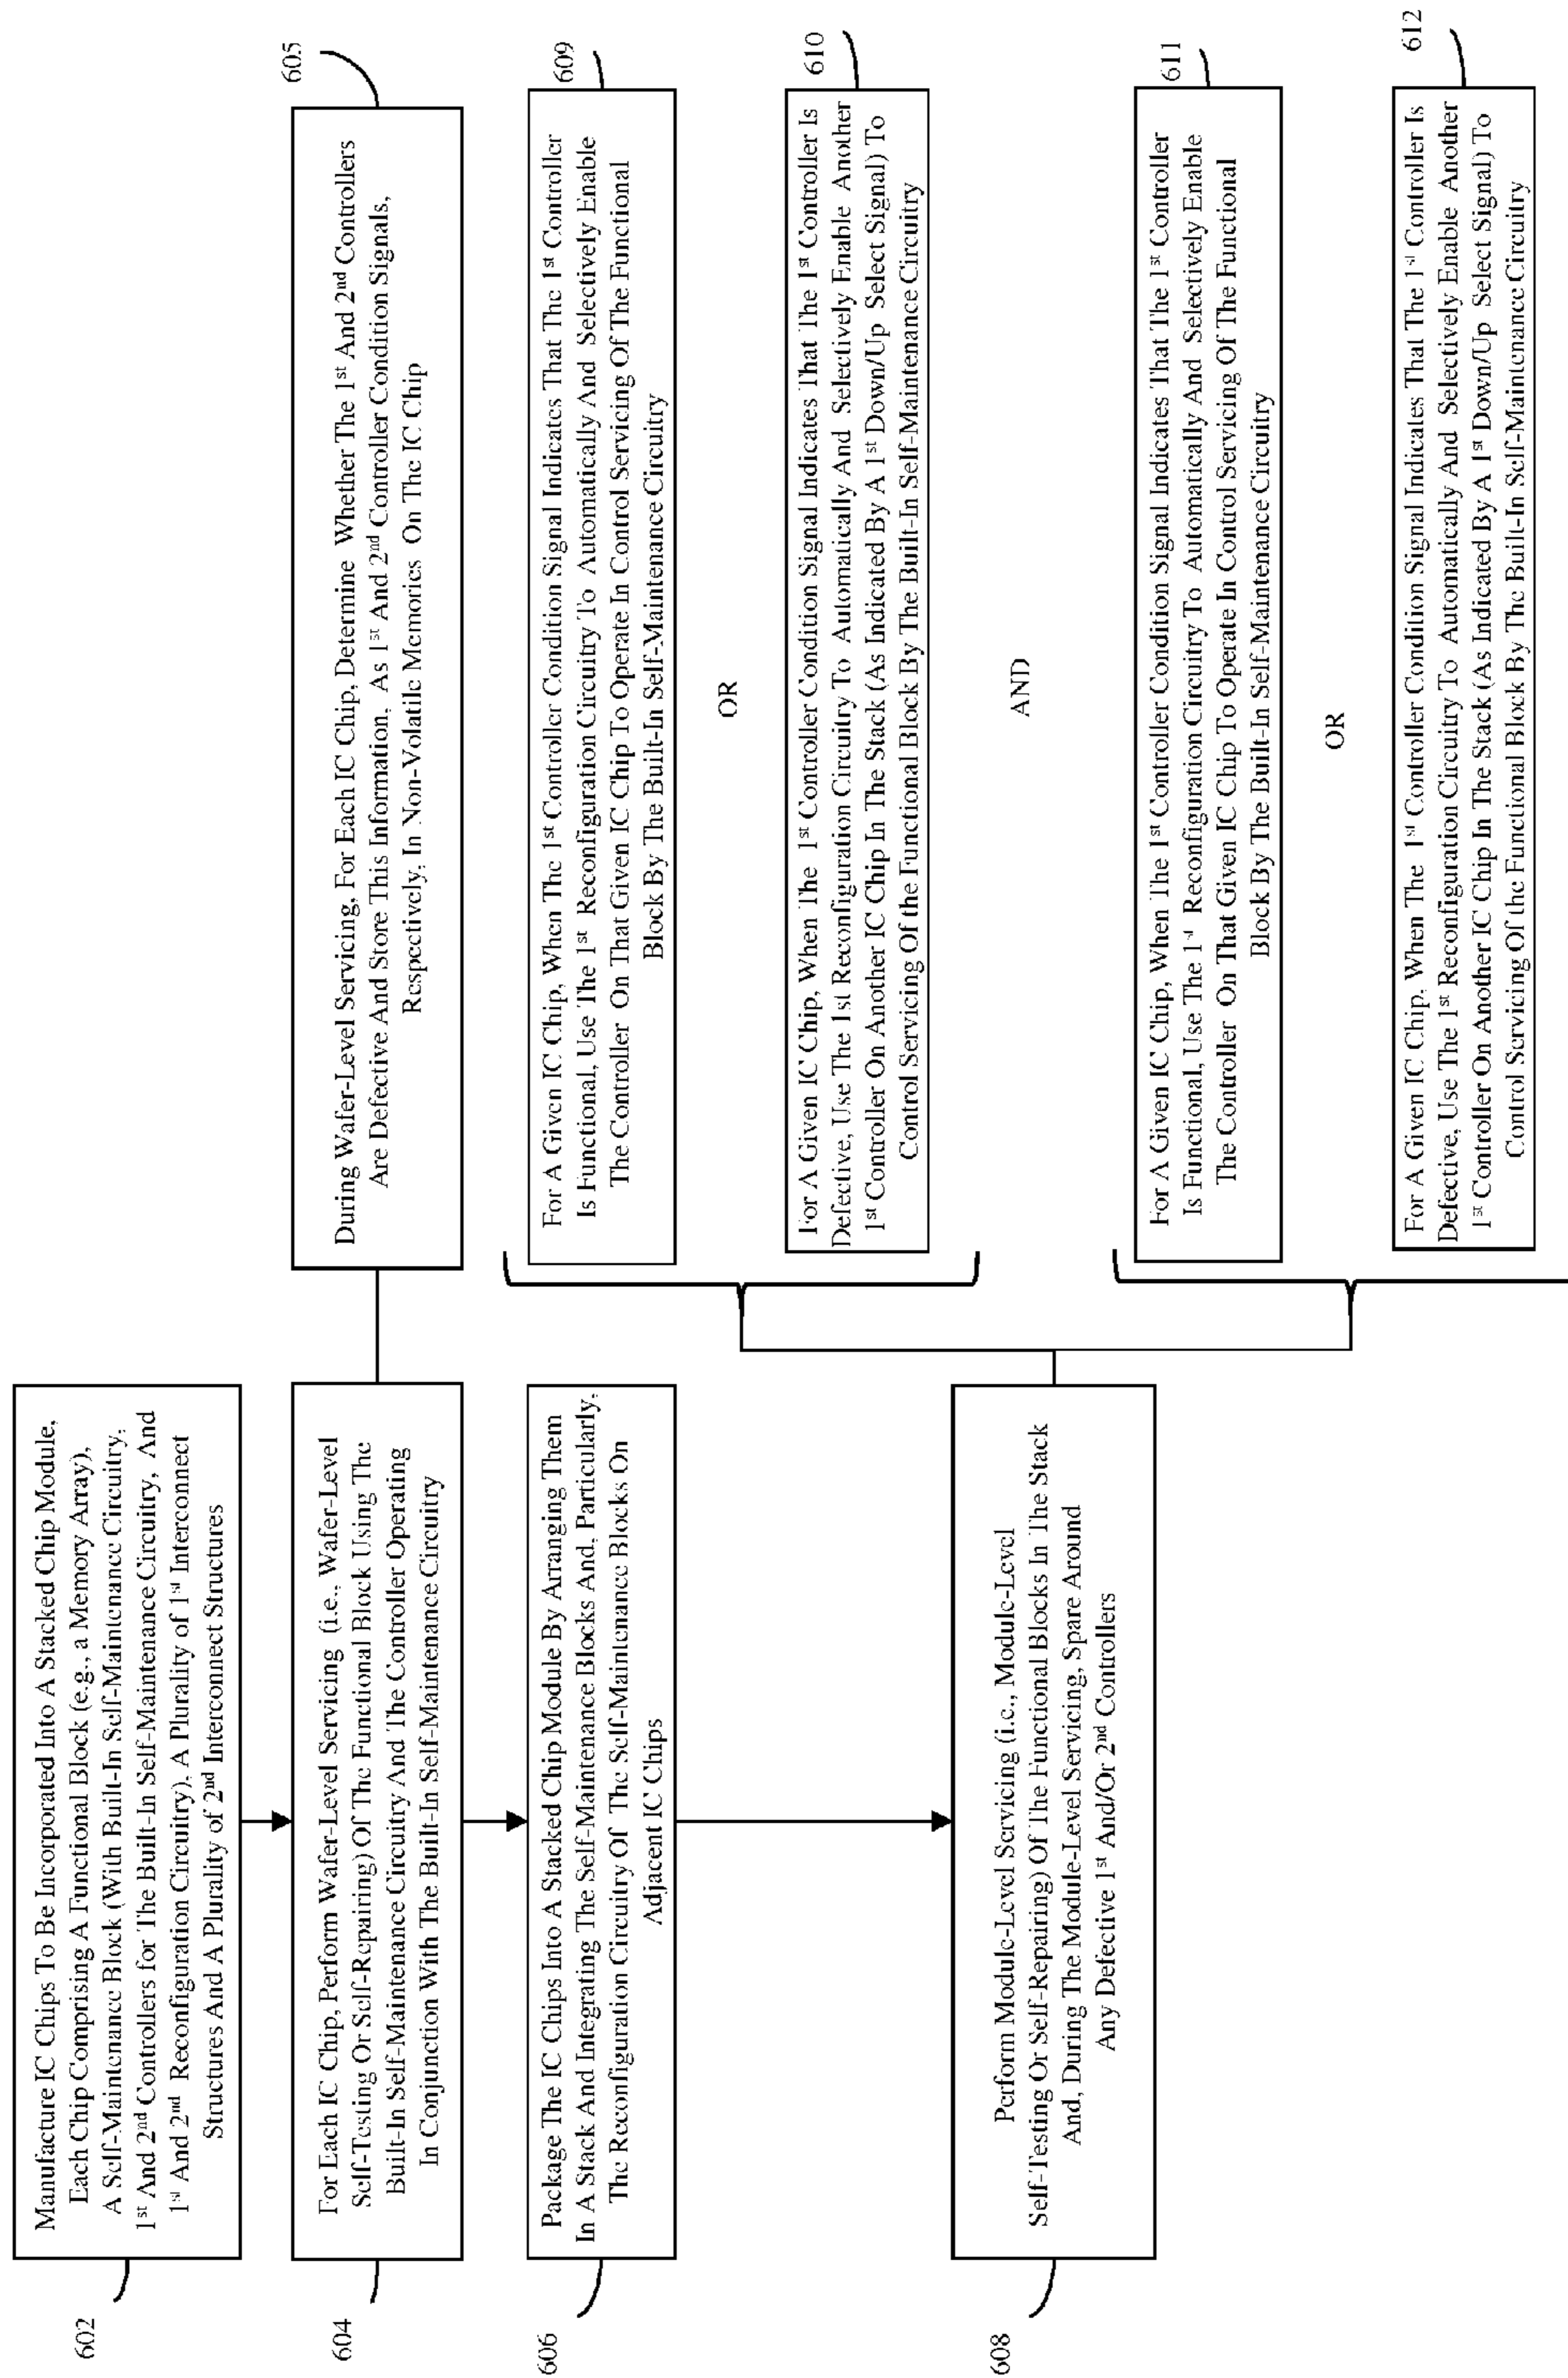 602
Manufacture IC Chips To Be Incorporated Into A Stacked Chip Module,
Each Chip Comprising A Functional Block (e.g., a Memory Array),
A Self-Maintenance Block (With Built-In Self-Maintenance Circuitry,
1st And 2nd Controllers for The Built-In Self-Maintenance Circuitry, And
1st And 2nd Reconfiguration Circuitry), A Plurality of 1st Interconnect
Structures And A Plurality of 2nd Interconnect Structures
604
For Each IC Chip, Perform Wafer-Level Servicing (i.e., Wafer-Level
Self-Testing Or Self-Repairing) Of The Functional Block Using The
Built-In Self-Maintenance Circuitry And The Controller Operating
In Conjunction With The Built-In Self-Maintenance Circuitry
605
During Wafer-Level Servicing, For Each IC Chip, Determine Whether The 1st And 2nd Controllers
Are Defective And Store This Information, As 1st And 2nd Controller Condition Signals,
Respectively, In Non-Volatile Memories On The IC Chip
606
Package The IC Chips Into A Stacked Chip Module By Arranging Them
In A Stack And Integrating The Self-Maintenance Blocks And, Particularly,
The Reconfiguration Circuitry Of The Self-Maintenance Blocks On
Adjacent IC Chips
608
Perform Module-Level Servicing (i.e., Module-Level
Self-Testing Or Self-Repairing) Of The Functional Blocks In The Stack
And, During The Module-Level Servicing, Spare Around
Any Defective 1st And/Or 2nd Controllers
609
For A Given IC Chip, When The 1st Controller Condition Signal Indicates That The 1st Controller
Is Functional, Use The 1st Reconfiguration Circuitry To Automatically And Selectively Enable
The Controller On That Given IC Chip To Operate In Control Servicing Of The Functional
Block By The Built-In Self-Maintenance Circuitry
OR
610
For A Given IC Chip, When The 1st Controller Condition Signal Indicates That The 1st Controller Is
Defective, Use The 1st Reconfiguration Circuitry To Automatically And Selectively Enable Another
1st Controller On Another IC Chip In The Stack (As Indicated By A 1st Down/Up Select Signal) To
Control Servicing Of the Functional Block By The Built-In Self-Maintenance Circuitry
AND
611
For A Given IC Chip, When The 1st Controller Condition Signal Indicates That The 1st Controller
Is Functional, Use The 1st Reconfiguration Circuitry To Automatically And Selectively Enable
The Controller On That Given IC Chip To Operate In Control Servicing Of The Functional
Block By The Built-In Self-Maintenance Circuitry
OR
612
For A Given IC Chip, When The 1st Controller Condition Signal Indicates That The 1st Controller Is
Defective, Use The 1st Reconfiguration Circuitry To Automatically And Selectively Enable Another
1st Controller On Another IC Chip In The Stack (As Indicated By A 1st Down/Up Select Signal) To
Control Servicing Of the Functional Block By The Built-In Self-Maintenance Circuitry